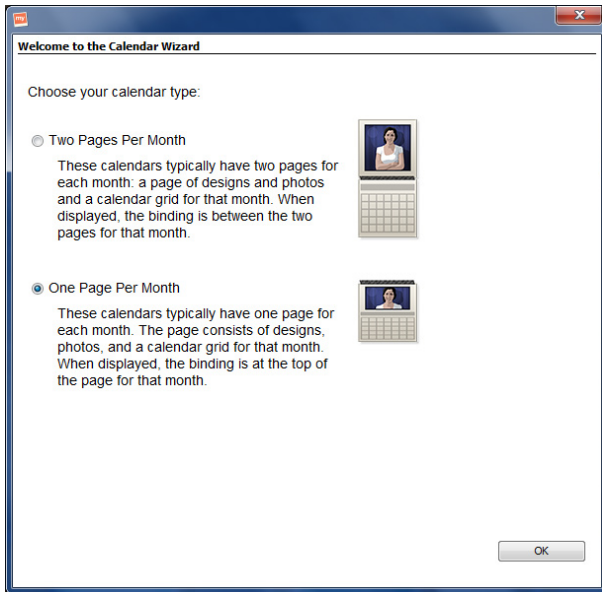 my
Welcome to the Calendar Wizard
Choose your calendar type:
Two Pages Per Month
These calendars typically have two pages for
each month: a page of designs and photos
and a calendar grid for that month. When
displayed, the binding is between the two
pages for that month.
One Page Per Month
These calendars typically have one page for
each month. The page consists of designs,
photos, and a calendar grid for that month.
When displayed, the binding is at the top of
the page for that month.
OK